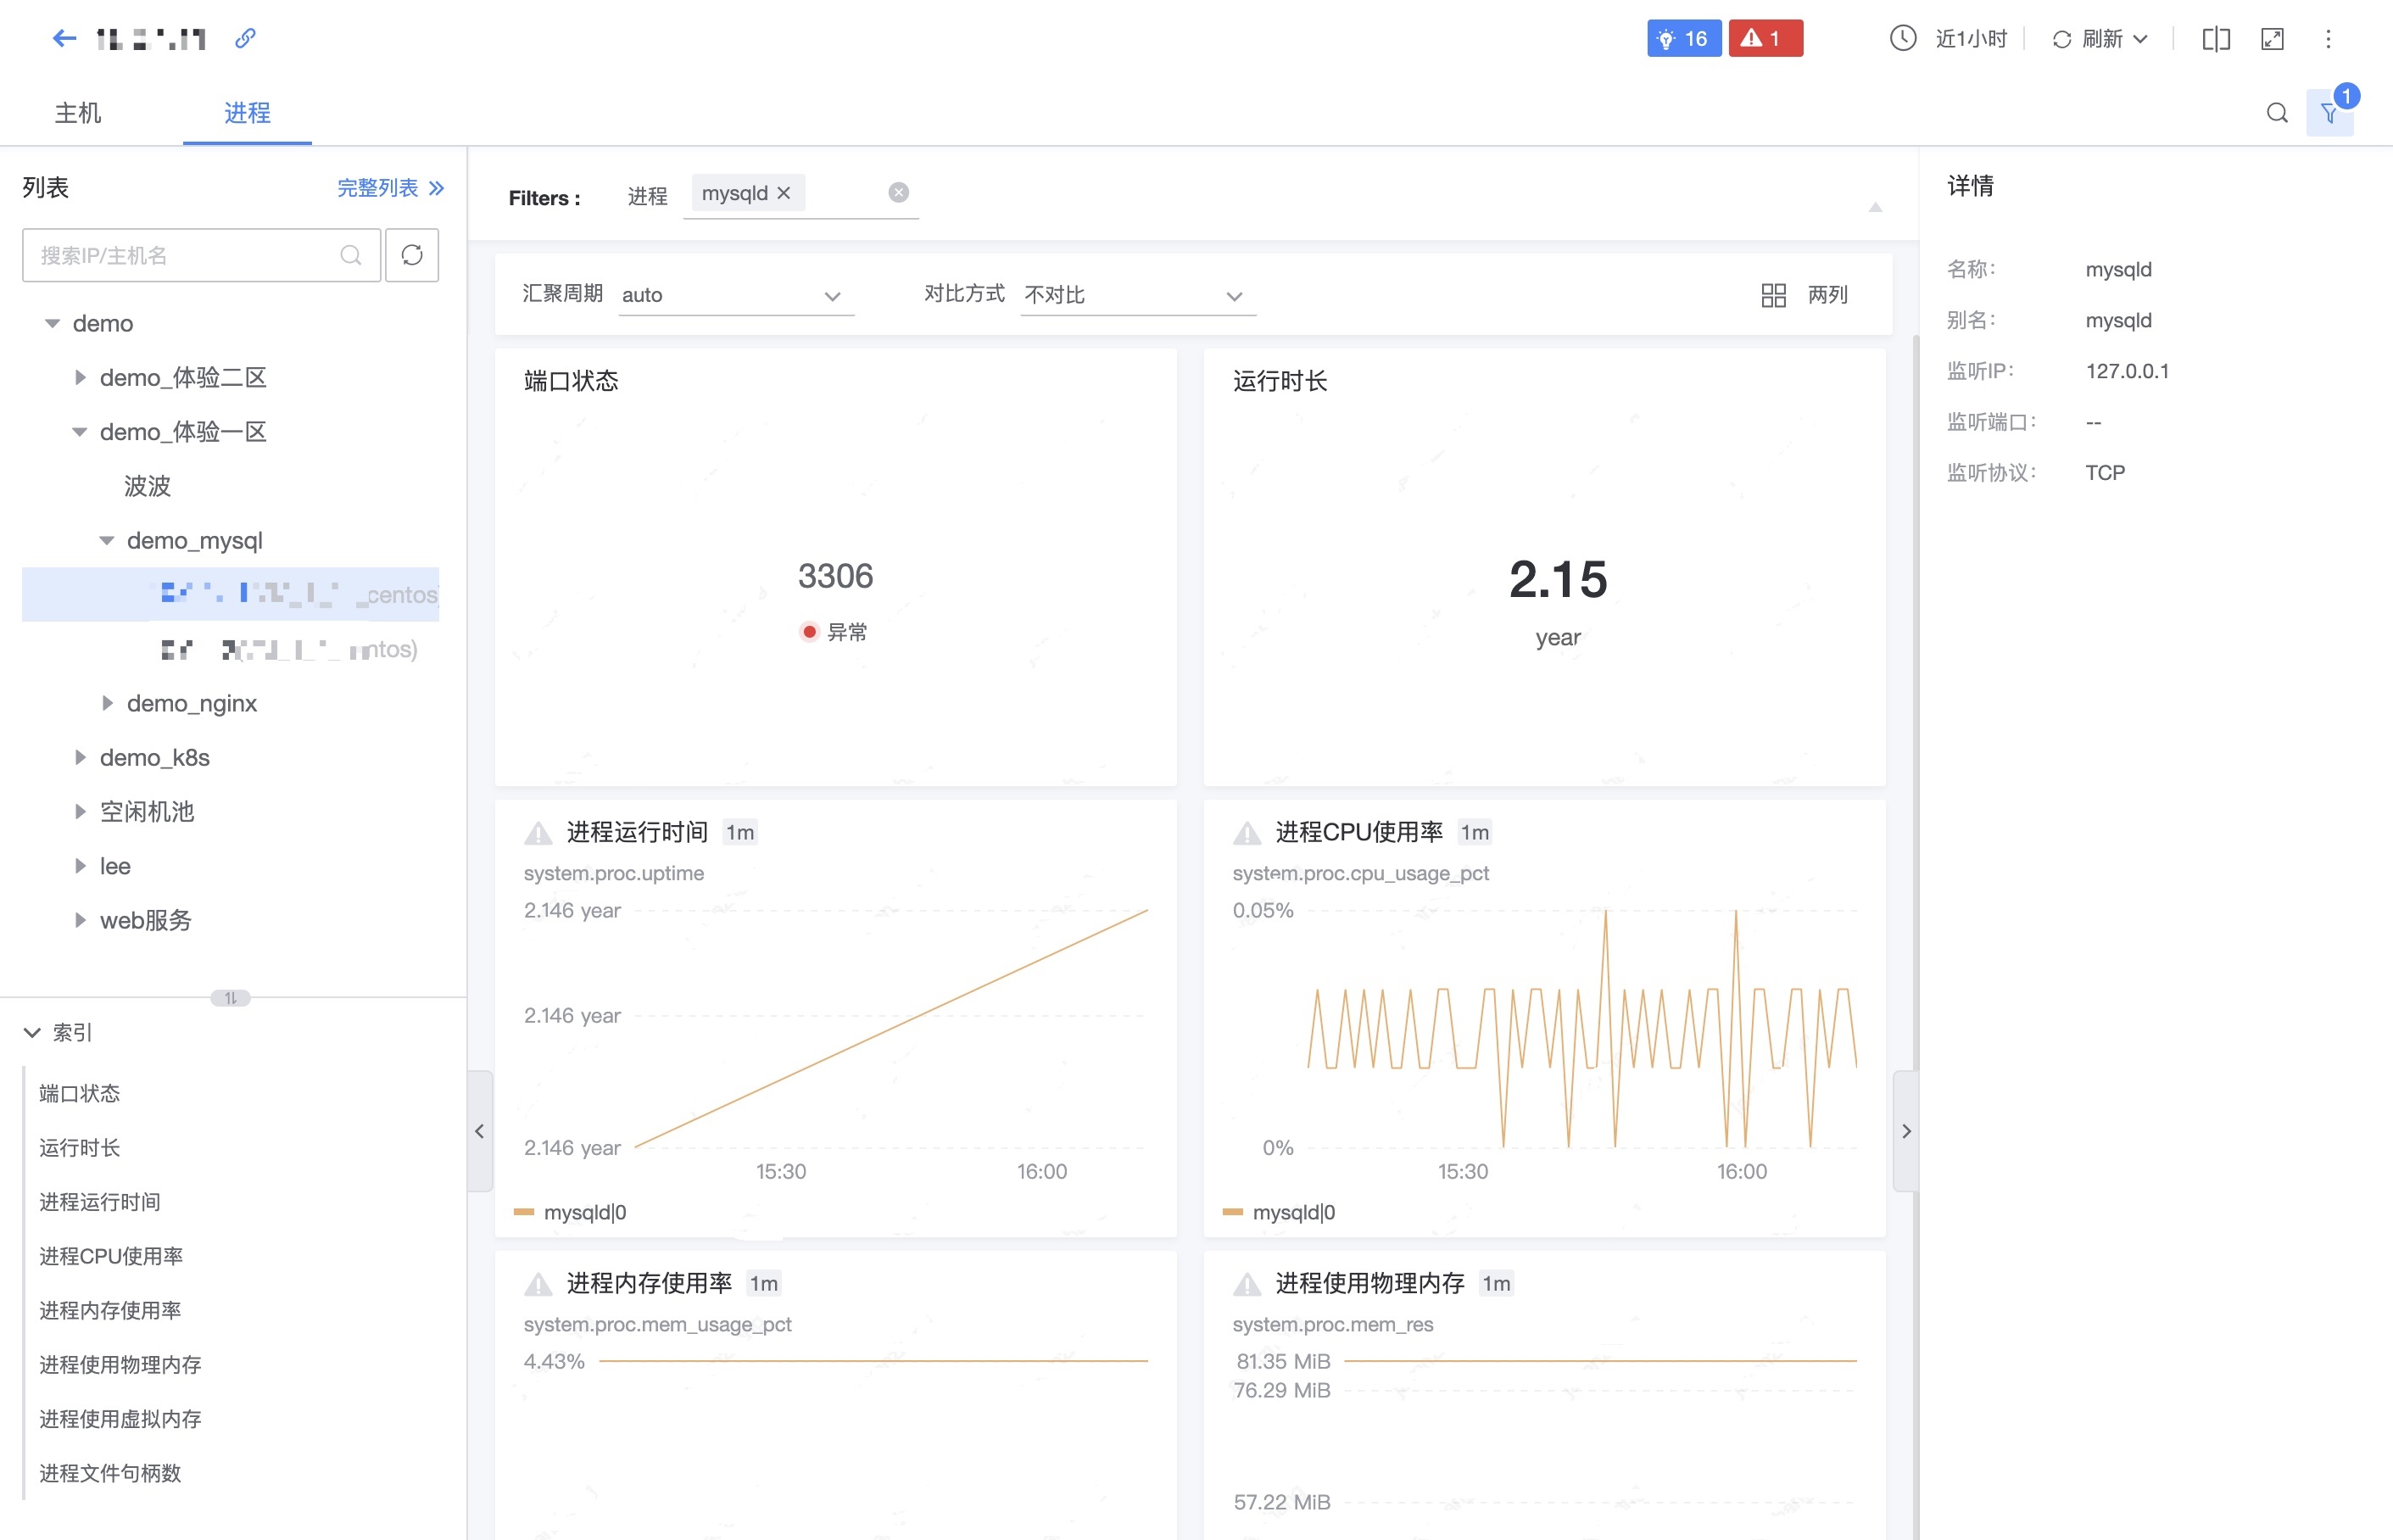 16
1
近1小时
刷新
主机
进程
1
列表
完整列表
搜索IP/主机名
demo
demo_体验二区
demo_体验一区
波波
demo_mysql
centos
ntos)
demo_nginx
demo_k8s
空闲机池
lee
web服务
索引
端口状态
运行时长
进程运行时间
进程CPU使用率
进程内存使用率
进程使用物理内存
进程使用虚拟内存
进程文件句柄数
Filters :
进程
mysqld
汇聚周期
auto
对比方式
不对比
两列
端口状态
3306
异常
运行时长
2.15
year
进程运行时间 1m
system.proc.uptime
2.146 year
2.146 year
2.146 year
15:30
16:00
mysqld|0
进程CPU使用率 1m
system.proc.cpu_usage_pct
0.05%
0%
15:30
16:00
mysqld|0
进程内存使用率 1m
system.proc.mem_usage_pct
4.43%
进程使用物理内存 1m
system.proc.mem_res
81.35 MiB
76.29 MiB
57.22 MiB
详情
名称: mysqld
别名: mysqld
监听IP: 127.0.0.1
监听端口: --
监听协议: TCP